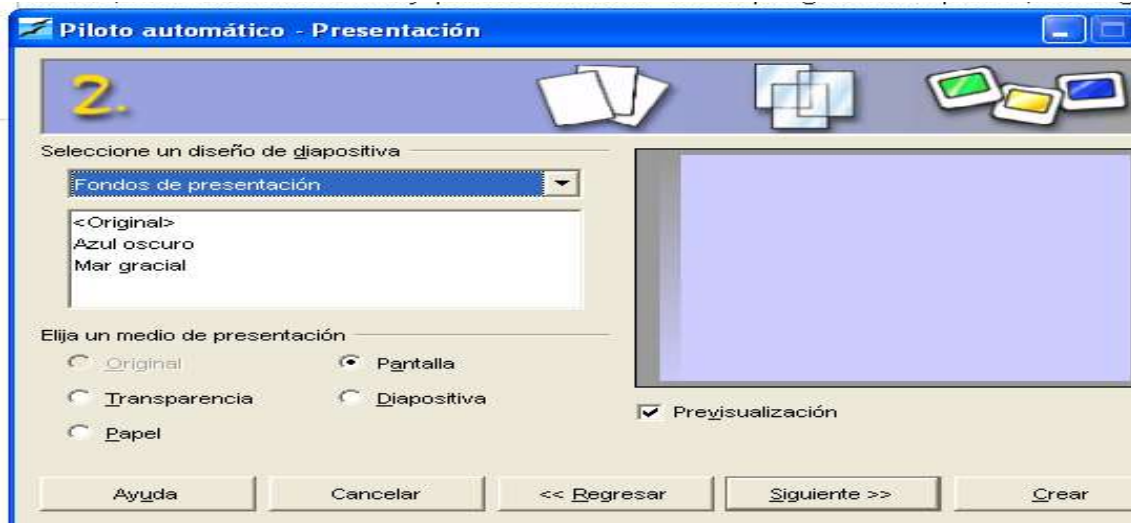 Piloto automático - Presentación
2.
Seleccione un diseño de diapositiva
Fondos de presentación
<Original>
Azul oscuro
Mar gracial
Elija un medio de presentación
Original
Pantalla
Transparencia
Diapositiva
Papel
Previsualización
Ayuda
Cancelar
<< Regresar
Siguiente >>
Crear